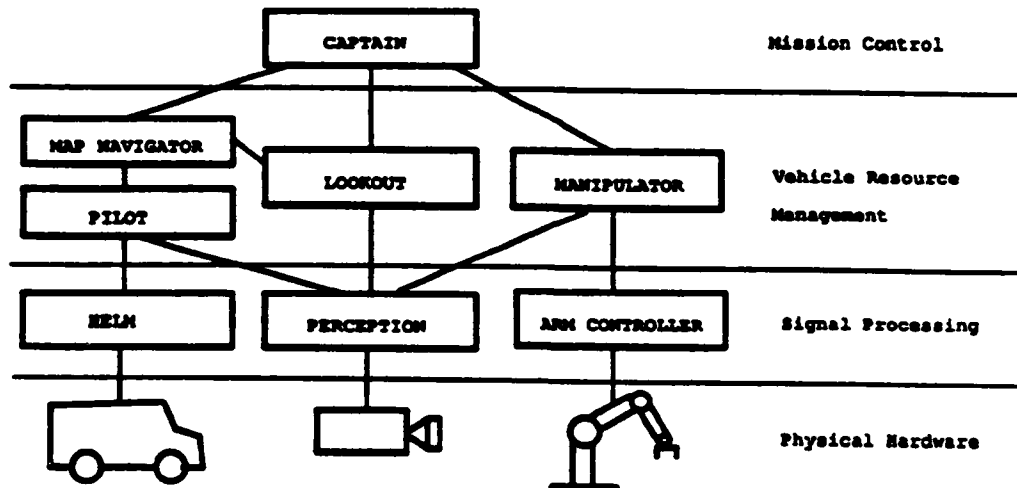 CAPTAIN
Mission Control
MAP NAVIGATOR
LOOKOUT
MANIPULATOR
Vehicle Resource
Management
PILOT
HELM
PERCEPTION
ARM CONTROLLER
Signal Processing
Physical Hardware